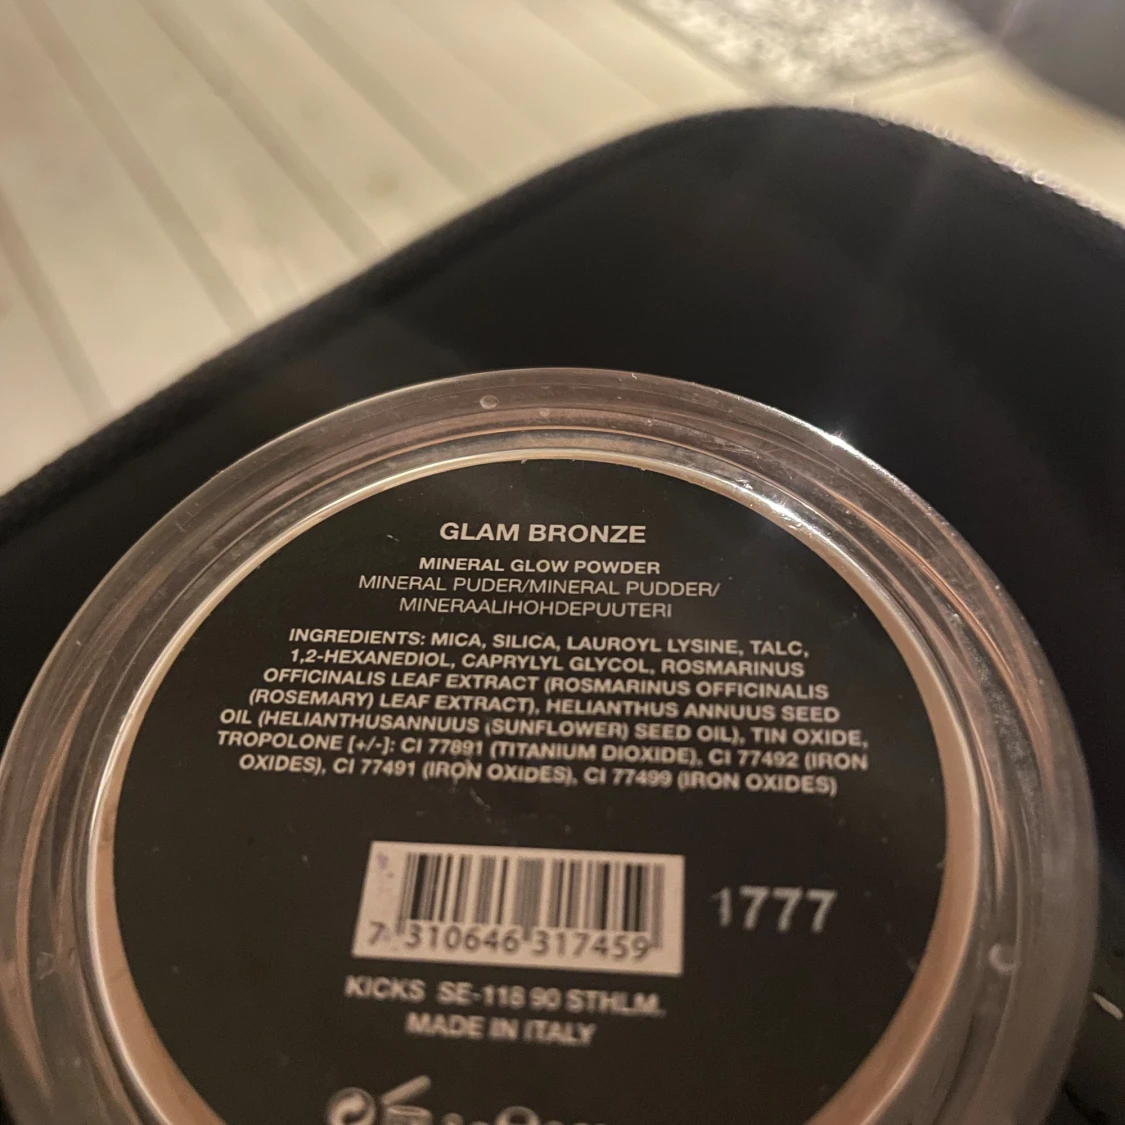 GLAM BRONZE
MINERAL GLOW POWDER
MINERAL PUDER/MINERAL PUDDER/
MINERAALIHOHDEPUUTERI
INGREDIENTS: MICA, SILICA, LAUROYL LYSINE, TALC,
1,2-HEXANEDIOL, CAPRYLYL GLYCOL, ROSMARINUS
OFFICINALIS LEAF EXTRACT (ROSMARINUS OFFICINALIS
(ROSEMARY) LEAF EXTRACT), HELIANTHUS ANNUUS SEED
OIL (HELIANTHUSANNUUS (SUNFLOWER) SEED OIL), TIN OXIDE,
TROPOLONE [+/-]: CI 77891 (TITANIUM DIOXIDE), CI 77492 (IRON
OXIDES), CI 77491 (IRON OXIDES), CI 77499 (IRON OXIDES)
1777
7 310646 317459
KICKS SE-118 90 STHLM.
MADE IN ITALY